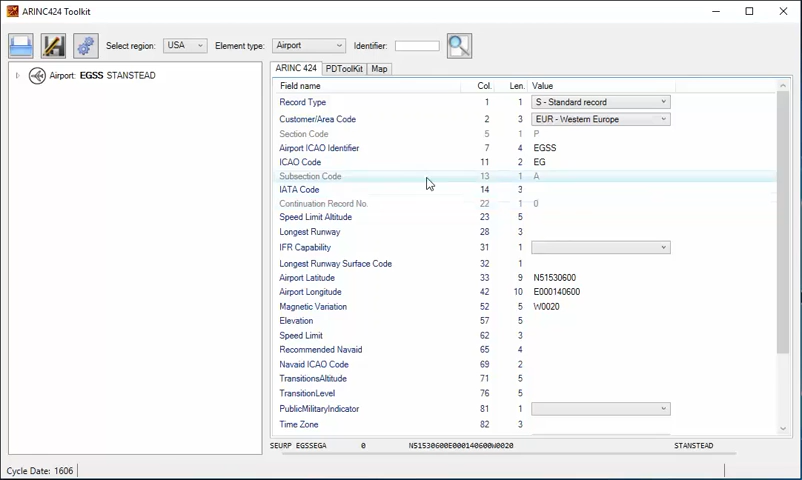 ARINC424 Toolkit
Select region: USA Element type: Airport Identifier:
Airport: EGSS STANSTEAD
ARINC 424 PDToolKit Map
Field name Col. Len. Value
Record Type 1 1 S - Standard record
Customer/Area Code 2 3 EUR - Western Europe
Section Code 5 1 P
Airport ICAO Identifier 7 4 EGSS
ICAO Code 11 2 EG
Subsection Code 13 1 A
IATA Code 14 3
Continuation Record No. 22 1 0
Speed Limit Altitude 23 5
Longest Runway 28 3
IFR Capability 31 1
Longest Runway Surface Code 32 1
Airport Latitude 33 9 N51530600
Airport Longitude 42 10 E000140600
Magnetic Variation 52 5 W0020
Elevation 57 5
Speed Limit 62 3
Recommended Navaid 65 4
Navaid ICAO Code 69 2
TransitionsAltitude 71 5
TransitionLevel 76 5
PublicMilitaryIndicator 81 1
Time Zone 82 3
SEURP EGSSEGA 0 N51530600E000140600W0020 STANSTEAD
Cycle Date: 1606